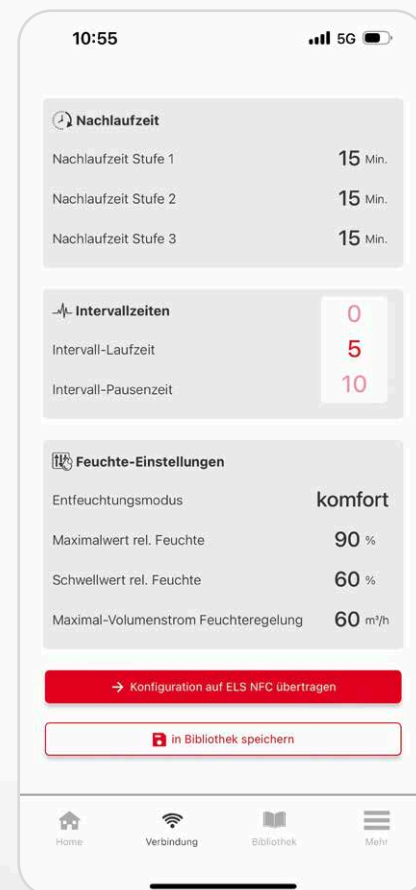 10:55 5G
Nachlaufzeit
Nachlaufzeit Stufe 1 15 Min.
Nachlaufzeit Stufe 2 15 Min.
Nachlaufzeit Stufe 3 15 Min.
Intervallzeiten 0
Intervall-Laufzeit 5
Intervall-Pausenzeit 10
Feuchte-Einstellungen
Entfeuchtungsmodus komfort
Maximalwert rel. Feuchte 90 %
Schwellwert rel. Feuchte 60 %
Maximal-Volumenstrom Feuchteregelung 60 m³/h
→ Konfiguration auf ELS NFC übertragen
in Bibliothek speichern
Home Verbindung Bibliothek Mehr